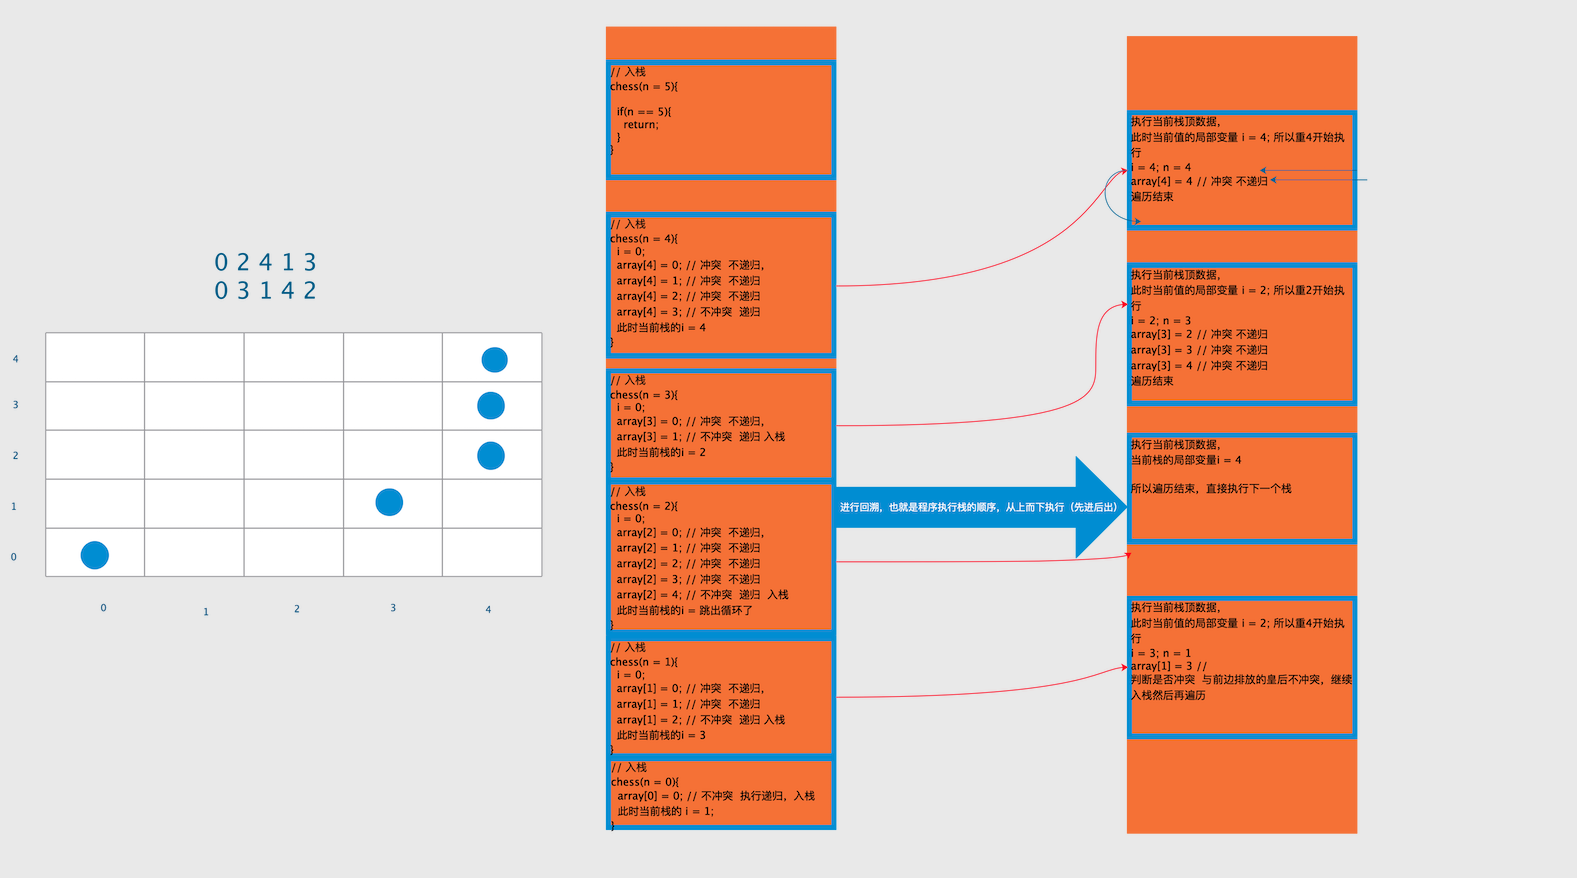 0 2 4 1 3
0 3 1 4 2
4
3
2
1
0
0
1
2
3
4
// 入栈
chess(n = 5){
if(n == 5){
return;
}
}
// 入栈
chess(n = 4){
i = 0;
array[4] = 0; // 冲突  不递归,
array[4] = 1; // 冲突  不递归
array[4] = 2; // 冲突  不递归
array[4] = 3; // 不冲突  递归
此时当前栈的i = 4
}
// 入栈
chess(n = 3){
i = 0;
array[3] = 0; // 冲突  不递归,
array[3] = 1; // 不冲突  递归 入栈
此时当前栈的i = 2
}
// 入栈
chess(n = 2){
i = 0;
array[2] = 0; // 冲突  不递归,
array[2] = 1; // 冲突  不递归
array[2] = 2; // 冲突  不递归
array[2] = 3; // 冲突  不递归
array[2] = 4; // 不冲突  递归  入栈
此时当前栈的i = 跳出循环了
}
// 入栈
chess(n = 1){
i = 0;
array[1] = 0; // 冲突  不递归,
array[1] = 1; // 冲突  不递归
array[1] = 2; // 不冲突  递归 入栈
此时当前栈的i = 3
}
// 入栈
chess(n = 0){
array[0] = 0; // 不冲突  执行递归，入栈
此时当前栈的 i = 1;
}
进行回溯，也就是程序执行栈的顺序，从上而下执行（先进后出）
执行当前栈顶数据，
此时当前值的局部变量 i = 4; 所以重4开始执
行
i = 4; n = 4
array[4] = 4 // 冲突 不递归
遍历结束
执行当前栈顶数据，
此时当前值的局部变量 i = 2; 所以重2开始执
行
i = 2; n = 3
array[3] = 2 // 冲突 不递归
array[3] = 3 // 冲突 不递归
array[3] = 4 // 冲突 不递归
遍历结束
执行当前栈顶数据，
当前栈的局部变量i = 4
所以遍历结束，直接执行下一个栈
执行当前栈顶数据，
此时当前值的局部变量 i = 2; 所以重4开始执
行
i = 3; n = 1
array[1] = 3 //
判断是否冲突  与前边排放的皇后不冲突，继续
入栈然后再遍历